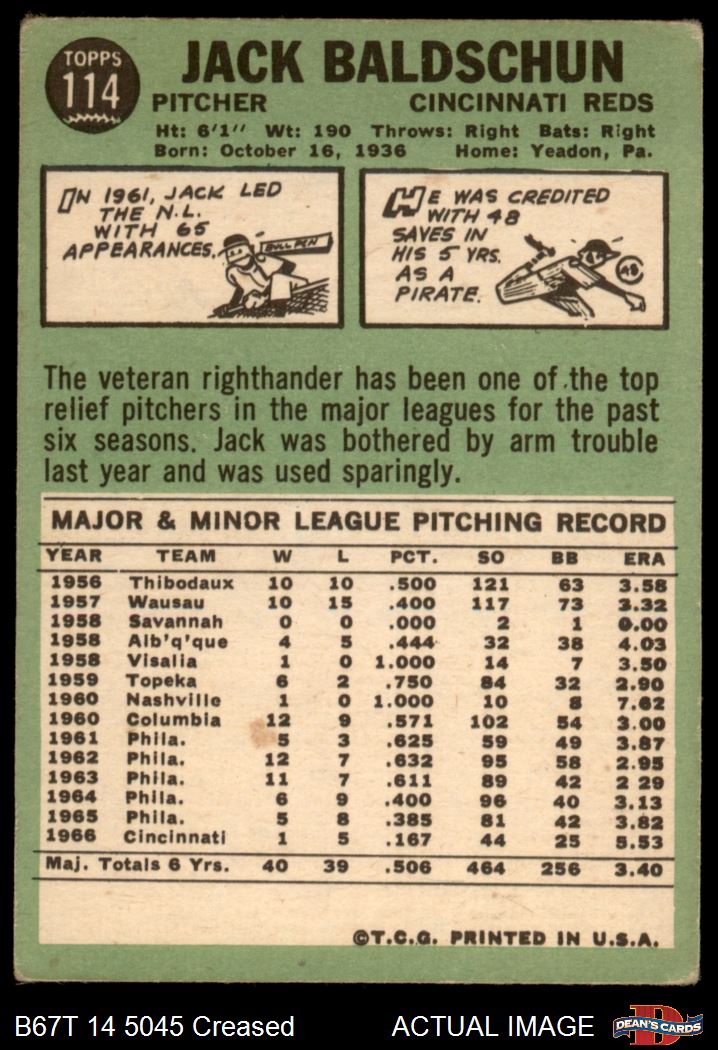 TOPPS
114
JACK BALDSCHUN
PITCHER CINCINNATI REDS
Ht: 6'1" Wt: 190 Throws: Right Bats: Right
Born: October 16, 1936 Home: Yeadon, Pa.
IN 1961, JACK LED
THE N.L.
WITH 65
APPEARANCES.
BULL PEN
HE WAS CREDITED
WITH 48
SAVES IN
HIS 5 YRS.
AS A
PIRATE.
48
The veteran righthander has been one of the top
relief pitchers in the major leagues for the past
six seasons. Jack was bothered by arm trouble
last year and was used sparingly.
MAJOR & MINOR LEAGUE PITCHING RECORD
YEAR TEAM W L PCT. SO BB ERA
1956 Thibodaux 10 10 .500 121 63 3.58
1957 Wausau 10 15 .400 117 73 3.32
1958 Savannah 0 0 .000 2 1 0.00
1958 Alb'q'que 4 5 .444 32 38 4.03
1958 Visalia 1 0 1.000 14 7 3.50
1959 Topeka 6 2 .750 84 32 2.90
1960 Nashville 1 0 1.000 10 8 7.62
1960 Columbia 12 9 .571 102 54 3.00
1961 Phila. 5 3 .625 59 49 3.87
1962 Phila. 12 7 .632 95 58 2.95
1963 Phila. 11 7 .611 89 42 2 29
1964 Phila. 6 9 .400 96 40 3.13
1965 Phila. 5 8 .385 81 42 3.82
1966 Cincinnati 1 5 .167 44 25 5.53
Maj. Totals 6 Yrs. 40 39 .506 464 256 3.40
©T.C.G. PRINTED IN U.S.A.
B67T 14 5045 Creased ACTUAL IMAGE
D
DEAN'S CARDS